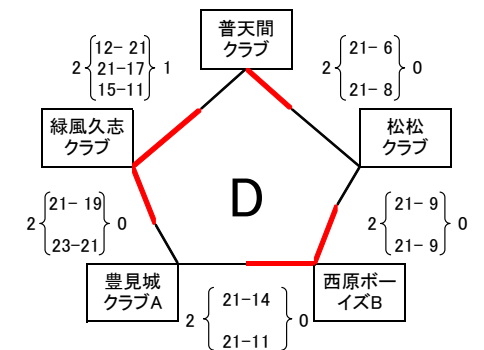 普天間
クラブ
12- 21
2 21-17 1
15-11
21- 6
2 0
21- 8
緑風久志
クラブ
松松
クラブ
D
21- 19
2 0
23-21
21- 9
2 0
21- 9
豊見城
クラブA
西原ボー
イズB
21-14
2 0
21-11